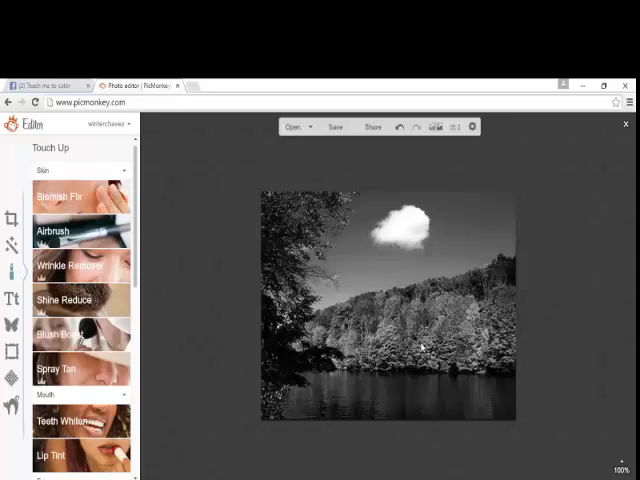 (2) Teach me to color
Photo editor | PicMonkey
www.picmonkey.com
Editor
winterchavez
Open
Save
Share
x
Touch Up
Skin
Blemish Fix
Airbrush
Wrinkle Remover
Shine Reduce
Blush Boost
Spray Tan
Mouth
Teeth Whiten
Lip Tint
Tt
100%